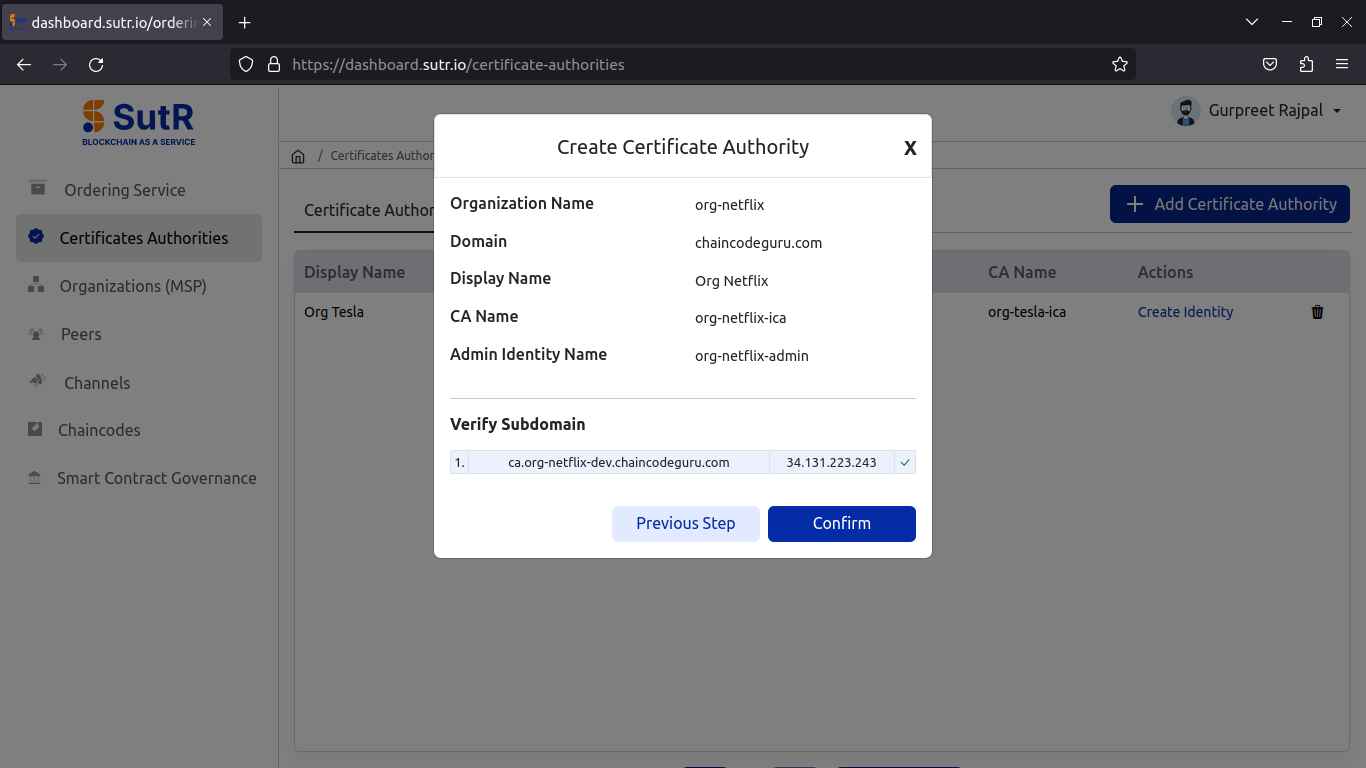 dashboard.sutr.io/orderin
https://dashboard.sutr.io/certificate-authorities
SutR
BLOCKCHAIN AS A SERVICE
Gurpreet Rajpal
/ Certificates Author
Ordering Service
Certificates Authorities
Organizations (MSP)
Peers
Channels
Chaincodes
Smart Contract Governance
Certificate Author
+ Add Certificate Authority
Display Name CA Name Actions
Org Tesla org-tesla-ica Create Identity
Create Certificate Authority X
Organization Name org-netflix
Domain chaincodeguru.com
Display Name Org Netflix
CA Name org-netflix-ica
Admin Identity Name org-netflix-admin
Verify Subdomain
1. ca.org-netflix-dev.chaincodeguru.com 34.131.223.243 ✓
Previous Step Confirm